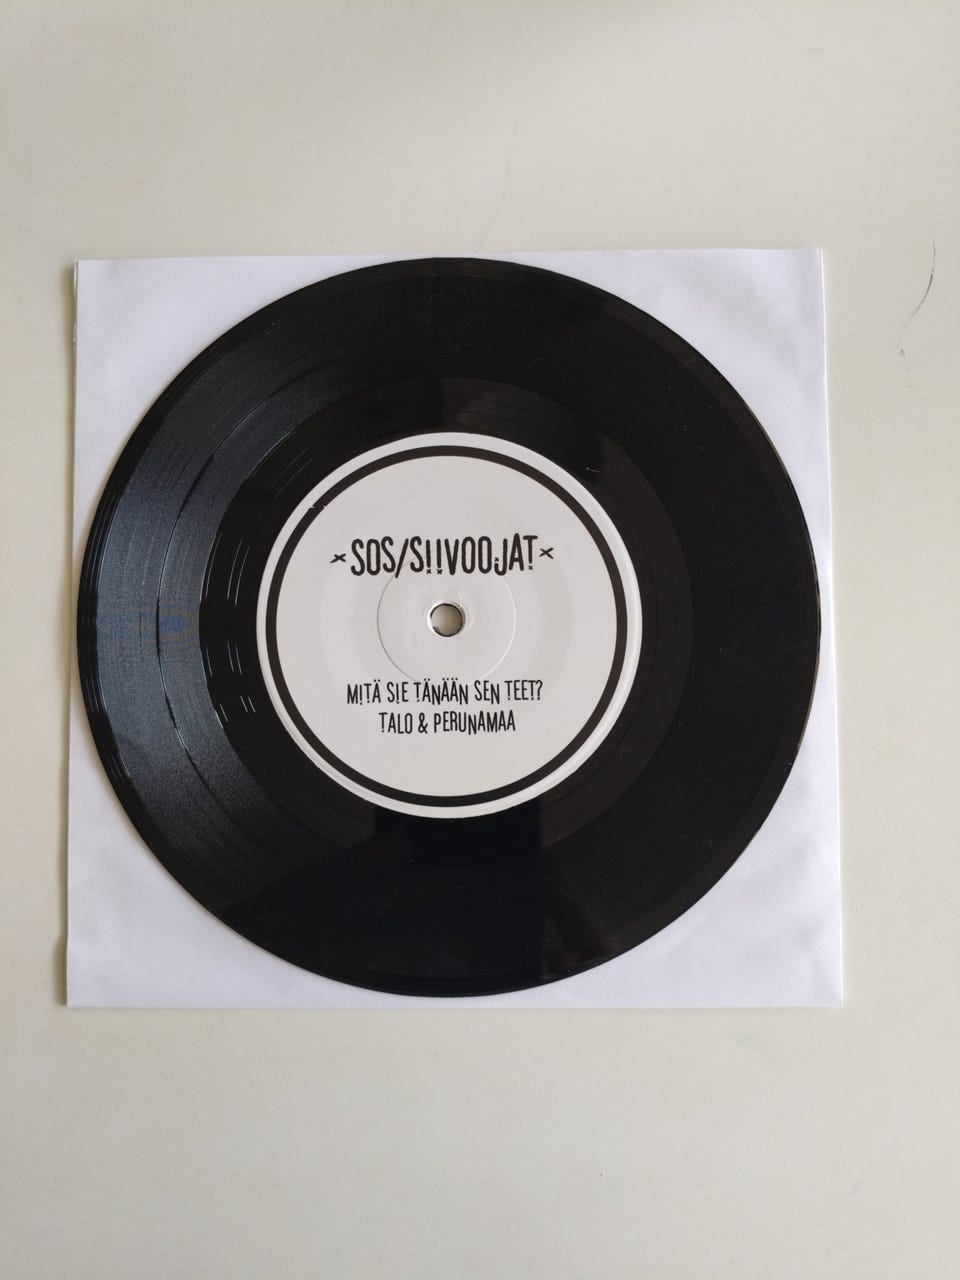 ×SOS/SIIVOOJAT×
MITÄ SIE TÄNÄÄN SEN TEET?
TALO & PERUNAMAA